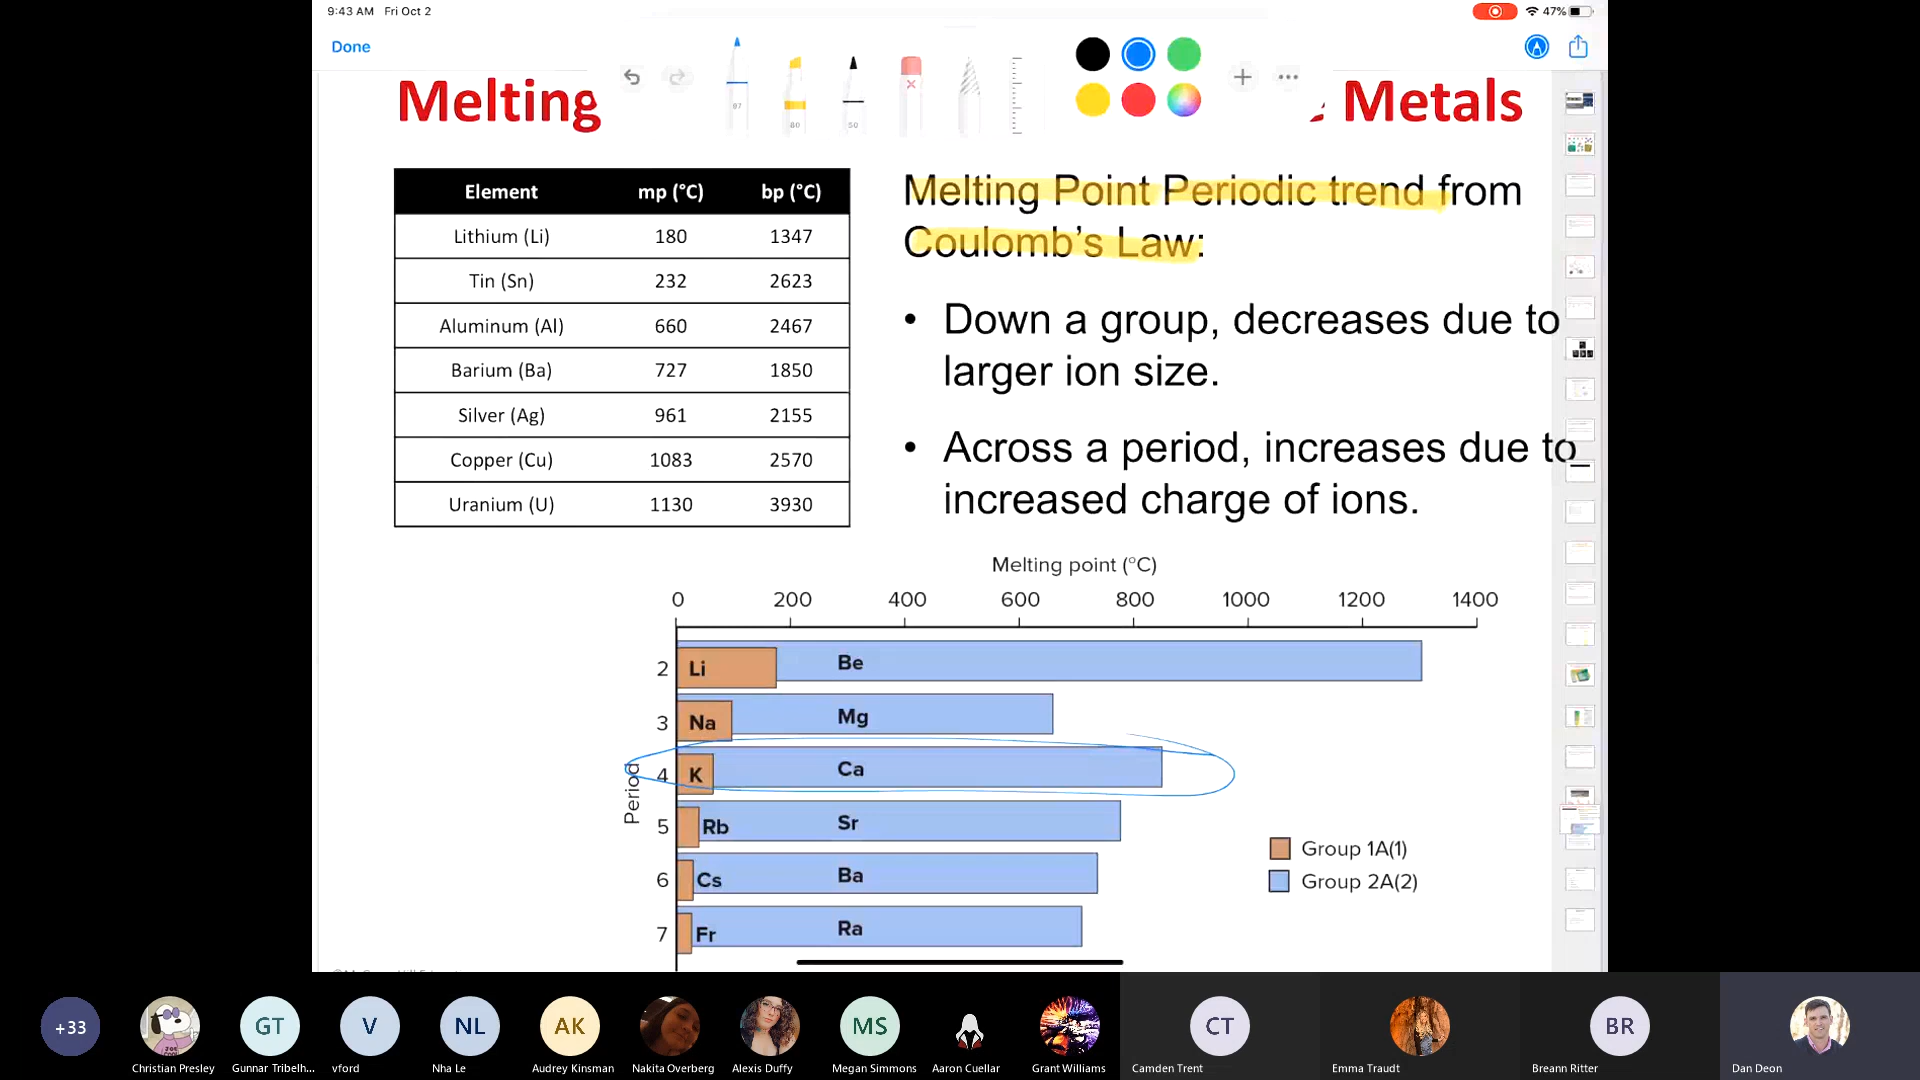 9:43 AM Fri Oct 2
47%
Done
97
80
50
Melting
Metals
Element mp (°C) bp (°C)
Lithium (Li) 180 1347
Tin (Sn) 232 2623
Aluminum (Al) 660 2467
Barium (Ba) 727 1850
Silver (Ag) 961 2155
Copper (Cu) 1083 2570
Uranium (U) 1130 3930
Melting Point Periodic trend from
Coulomb's Law:
• Down a group, decreases due to
larger ion size.
• Across a period, increases due to
increased charge of ions.
Melting point (°C)
0 200 400 600 800 1000 1200 1400
Period
2 Li Be
3 Na Mg
4 K Ca
5 Rb Sr
6 Cs Ba
7 Fr Ra
Group 1A(1)
Group 2A(2)
+33 GT V NL AK MS CT BR
Christian Presley Gunnar Tribelh... vford Nha Le Audrey Kinsman Nakita Overberg Alexis Duffy Megan Simmons Aaron Cuellar Grant Williams Camden Trent Emma Traudt Breann Ritter Dan Deon